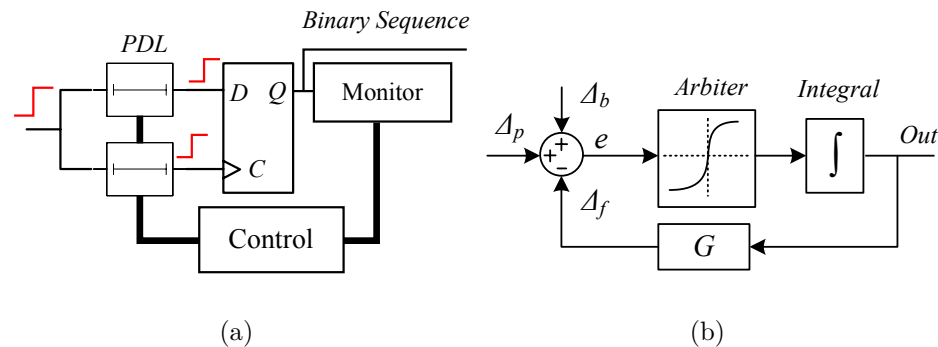 Binary Sequence
PDL
D
Q
C
Monitor
Control
(a)
Δ_b
Δ_p
+
+
−
e
Δ_f
Arbiter
Integral
∫
Out
G
(b)